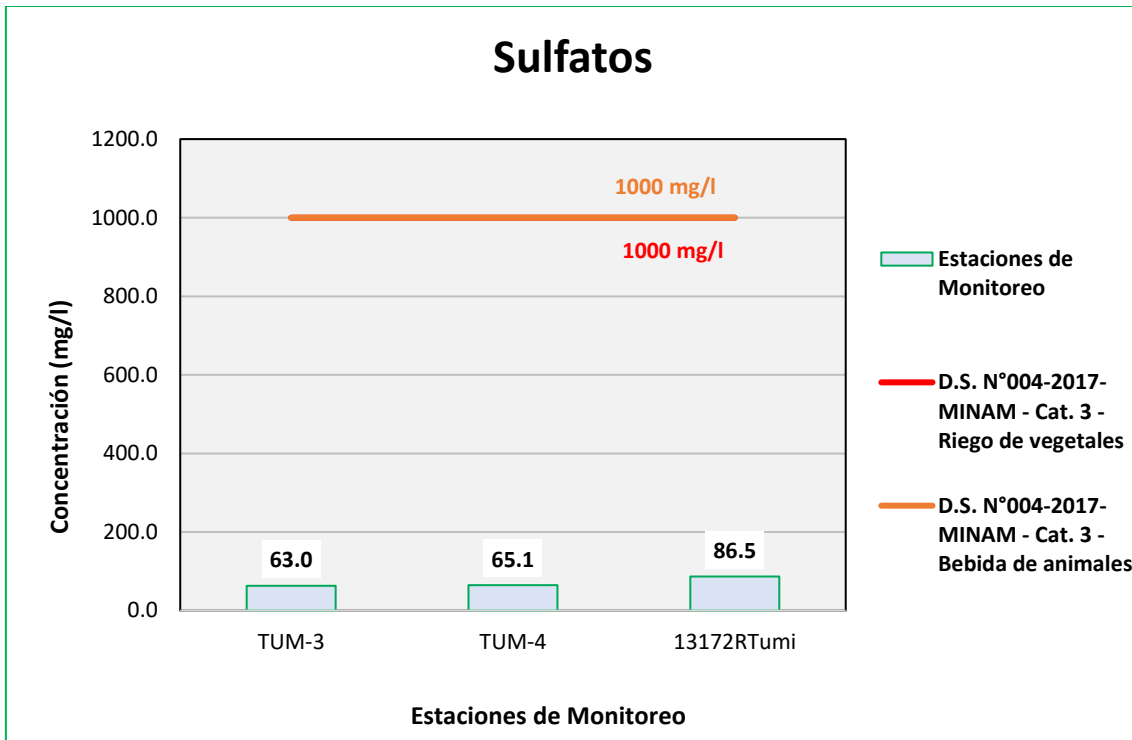 Sulfatos
1200.0
1000.0
800.0
600.0
400.0
200.0
0.0
Concentración (mg/l)
1000 mg/l
1000 mg/l
63.0
65.1
86.5
TUM-3
TUM-4
13172RTumi
Estaciones de Monitoreo
Estaciones de
Monitoreo
D.S. N°004-2017-
MINAM - Cat. 3 -
Riego de vegetales
D.S. N°004-2017-
MINAM - Cat. 3 -
Bebida de animales